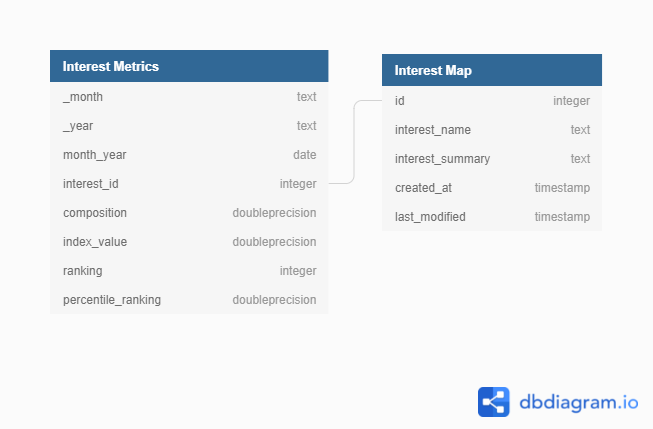 Interest Metrics
_month text
_year text
month_year date
interest_id integer
composition doubleprecision
index_value doubleprecision
ranking integer
percentile_ranking doubleprecision
Interest Map
id integer
interest_name text
interest_summary text
created_at timestamp
last_modified timestamp
dbdiagram.io